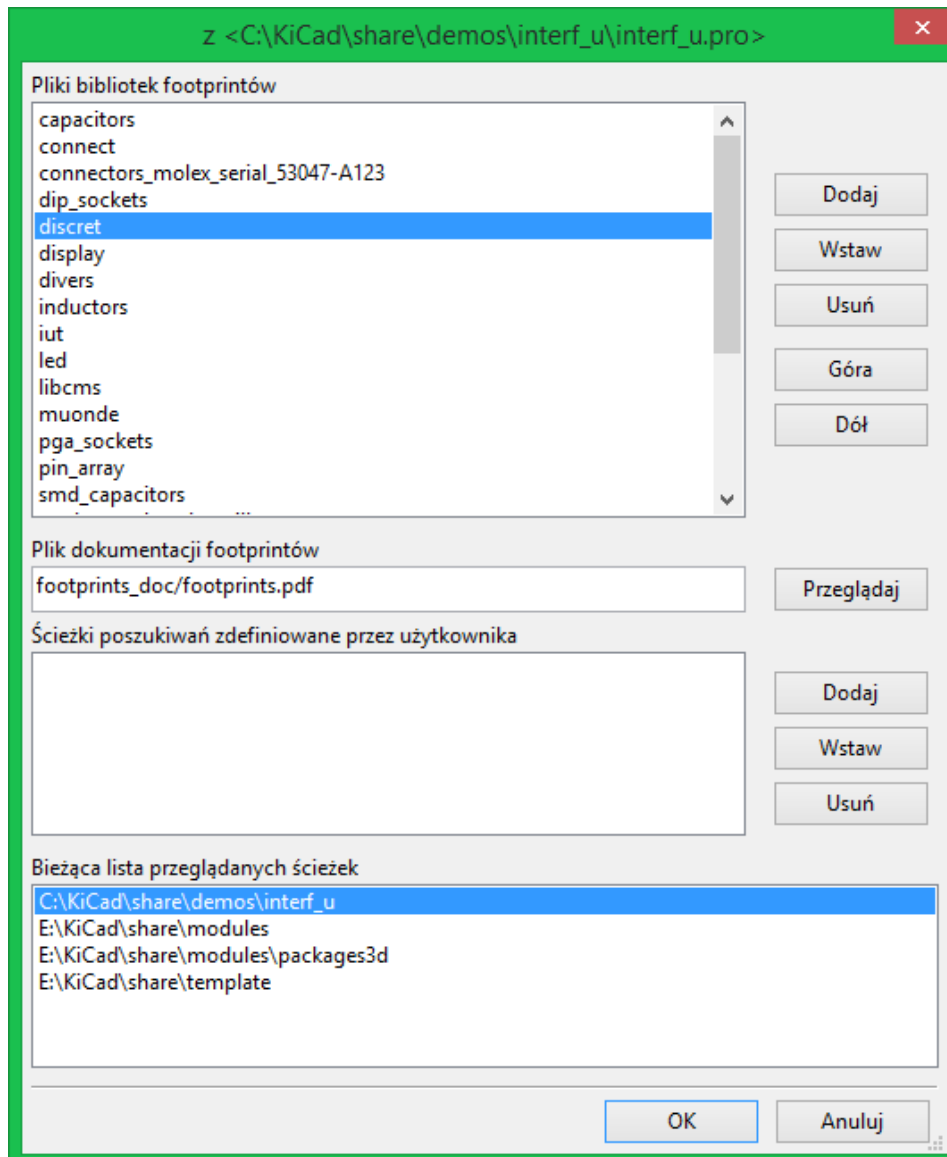 z <C:\KiCad\share\demos\interf_u\interf_u.pro>
Pliki bibliotek footprintów
capacitors
connect
connectors_molex_serial_53047-A123
dip_sockets
discret
display
divers
inductors
iut
led
libcms
muonde
pga_sockets
pin_array
smd_capacitors
Dodaj
Wstaw
Usuń
Góra
Dół
Plik dokumentacji footprintów
footprints_doc/footprints.pdf
Przeglądaj
Ścieżki poszukiwań zdefiniowane przez użytkownika
Dodaj
Wstaw
Usuń
Bieżąca lista przeglądanych ścieżek
C:\KiCad\share\demos\interf_u
E:\KiCad\share\modules
E:\KiCad\share\modules\packages3d
E:\KiCad\share\template
OK
Anuluj